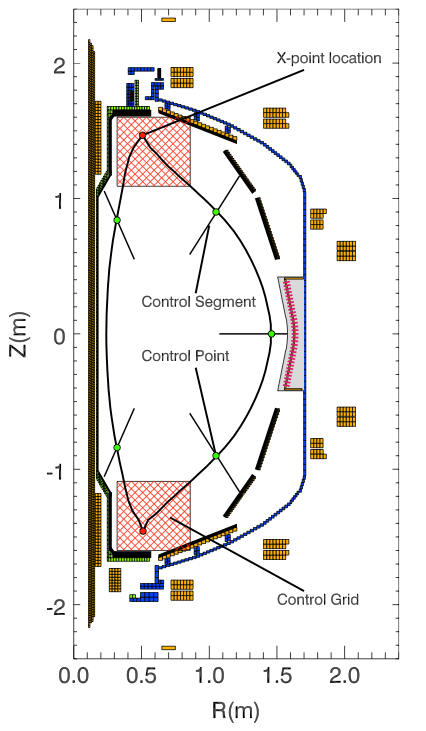 X-point location
2
1
Z(m)
Control Segment
0
Control Point
-1
-2
Control Grid
0.0 0.5 1.0 1.5 2.0
R(m)